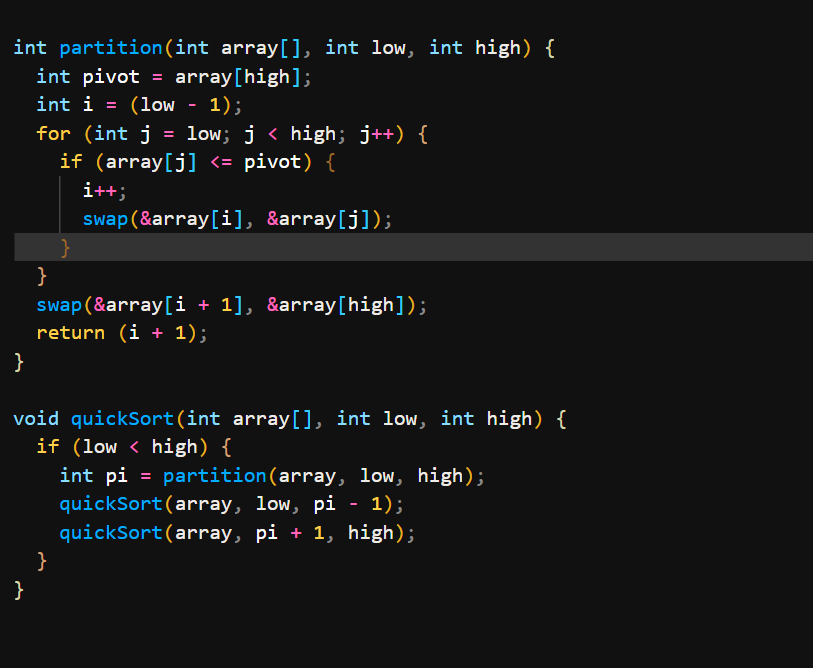 int partition(int array[], int low, int high) {
  int pivot = array[high];
  int i = (low - 1);
  for (int j = low; j < high; j++) {
    if (array[j] <= pivot) {
      i++;
      swap(&array[i], &array[j]);
    }
  }
  swap(&array[i + 1], &array[high]);
  return (i + 1);
}

void quickSort(int array[], int low, int high) {
  if (low < high) {
    int pi = partition(array, low, high);
    quickSort(array, low, pi - 1);
    quickSort(array, pi + 1, high);
  }
}